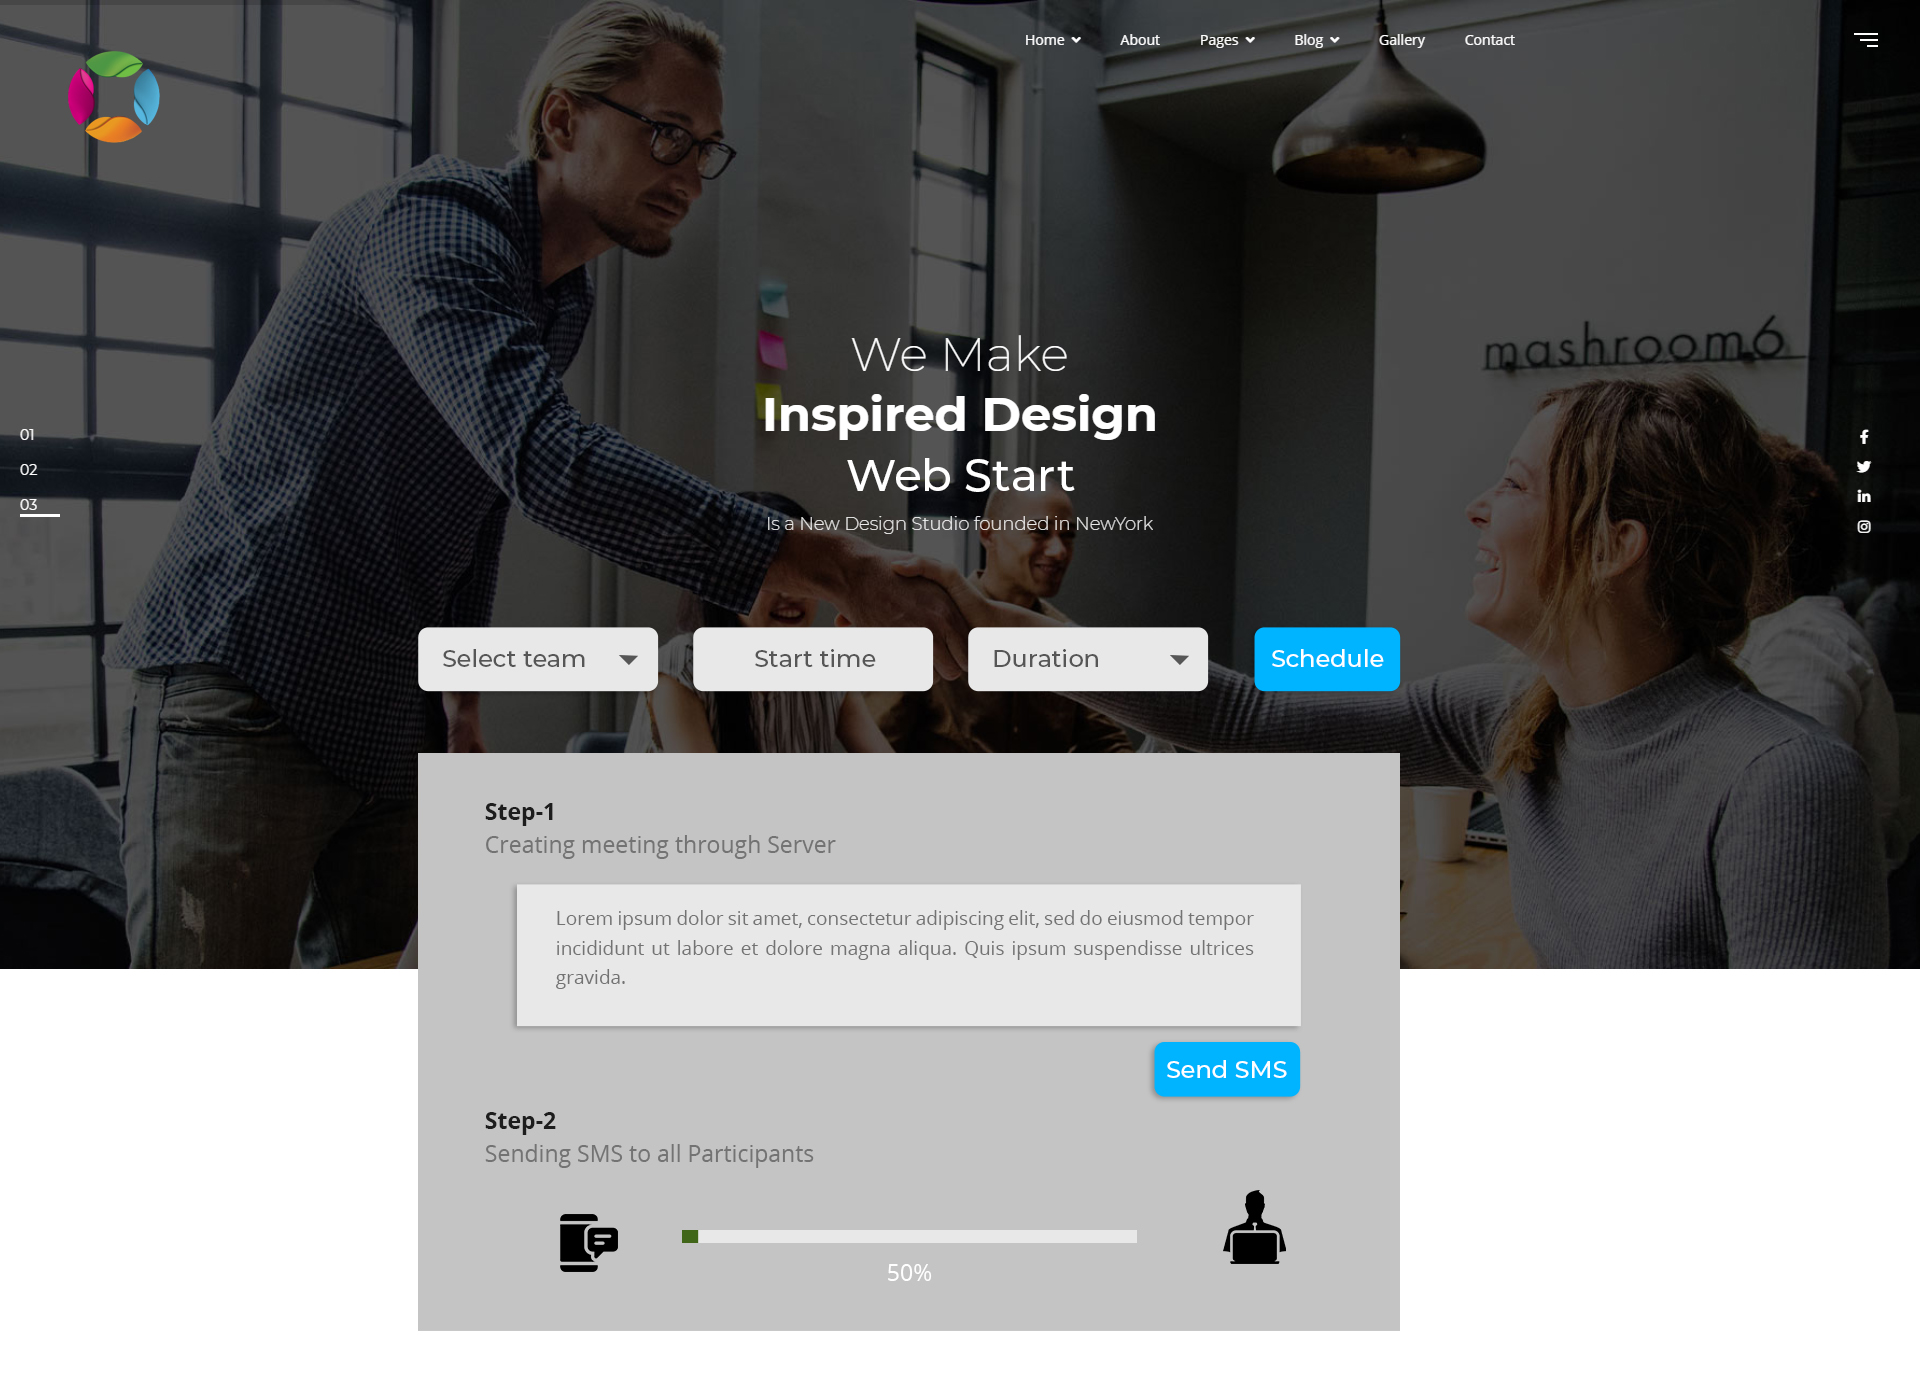 Home
About
Pages
Blog
Gallery
Contact
We Make
mashroom6
Inspired Design
01
02
Web Start
03
Is a New Design Studio founded in NewYork
Select team
Start time
Duration
Schedule
Step-1
Creating meeting through Server
Lorem ipsum dolor sit amet, consectetur adipiscing elit, sed do eiusmod tempor
incididunt ut labore et dolore magna aliqua. Quis ipsum suspendisse ultrices
gravida.
Send SMS
Step-2
Sending SMS to all Participants
50%